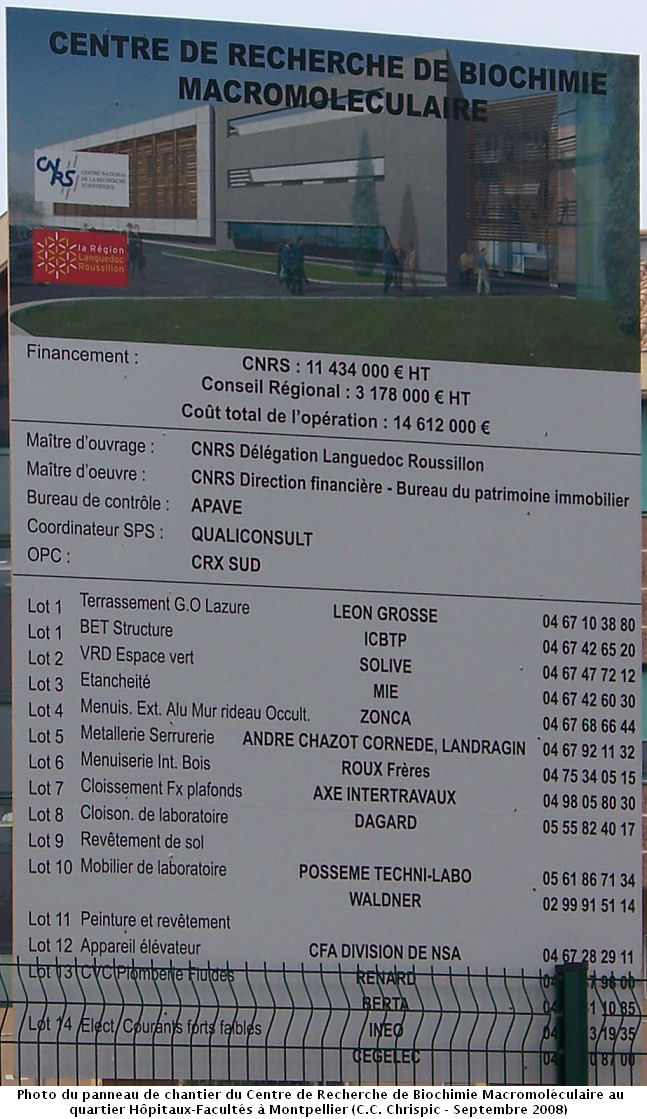 CENTRE DE RECHERCHE DE BIOCHIMIE
MACROMOLECULAIRE
CNRS
CENTRE NATIONAL
DE LA RECHERCHE
SCIENTIFIQUE
la Région
Languedoc
Roussillon
Financement :
CNRS : 11 434 000 € HT
Conseil Régional : 3 178 000 € HT
Coût total de l'opération : 14 612 000 €
Maître d'ouvrage : CNRS Délégation Languedoc Roussillon
Maître d'oeuvre : CNRS Direction financière - Bureau du patrimoine immobilier
Bureau de contrôle : APAVE
Coordinateur SPS : QUALICONSULT
OPC : CRX SUD
Lot 1 Terrassement G.O Lazure LEON GROSSE 04 67 10 38 80
Lot 1 BET Structure ICBTP 04 67 42 65 20
Lot 2 VRD Espace vert SOLIVE 04 67 47 72 12
Lot 3 Etancheité MIE 04 67 42 60 30
Lot 4 Menuis. Ext. Alu Mur rideau Occult. ZONCA 04 67 68 66 44
Lot 5 Metallerie Serrurerie ANDRE CHAZOT CORNEDE, LANDRAGIN 04 67 92 11 32
Lot 6 Menuiserie Int. Bois ROUX Frères 04 75 34 05 15
Lot 7 Cloissement Fx plafonds AXE INTERTRAVAUX 04 98 05 80 30
Lot 8 Cloison. de laboratoire DAGARD 05 55 82 40 17
Lot 9 Revêtement de sol
Lot 10 Mobilier de laboratoire POSSEME TECHNI-LABO 05 61 86 71 34
WALDNER 02 99 91 51 14
Lot 11 Peinture et revêtement
Lot 12 Appareil élévateur CFA DIVISION DE NSA 04 67 28 29 11
Lot 13 CVC Plomberie Fluides RENARD
BERTA
Lot 14 Elect. Courants forts faibles INEO
CEGELEC
Photo du panneau de chantier du Centre de Recherche de Biochimie Macromoléculaire au
quartier Hôpitaux-Facultés à Montpellier (C.C. Chrispic - Septembre 2008)